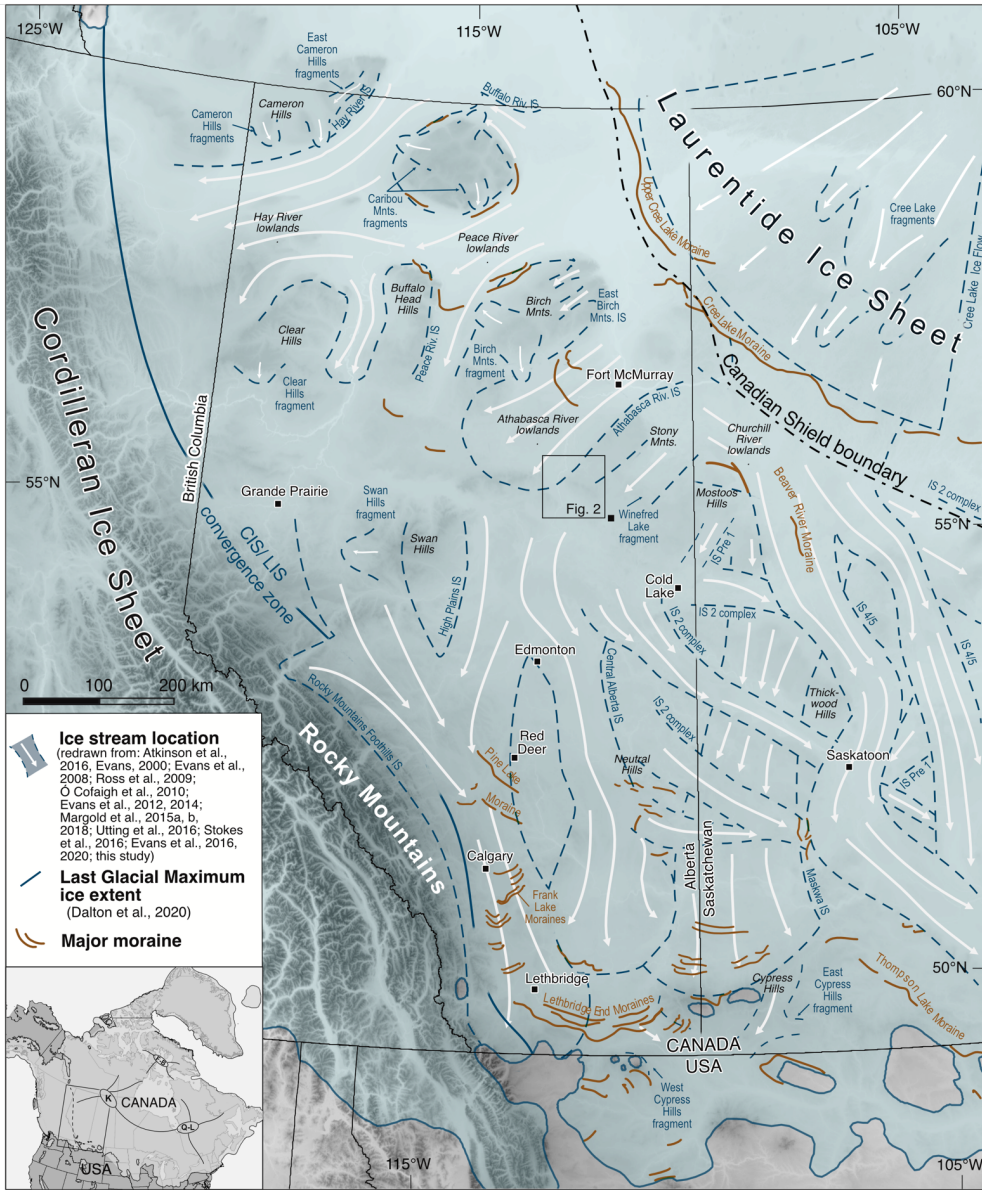 125°W
115°W
105°W
60°N
East
Cameron
Hills
fragments
Cameron
Hills
Hay River IS
Buffalo Riv. IS
Cameron
Hills
fragments
Laurentide Ice Sheet
Upper Cree Lake Moraine
Cree Lake
fragments
Caribou
Mnts.
fragments
Hay River
lowlands
Peace River
lowlands
Cree Lake Ice Flow
Buffalo
Head
Hills
Birch
Mnts.
East
Birch
Mnts. IS
Clear
Hills
Peace Riv. IS
Cree Lake Moraine
Cordilleran Ice Sheet
Clear
Hills
fragment
Birch
Mnts.
fragment
Fort McMurray
Canadian Shield boundary
Athabasca River
lowlands
Athabasca Riv. IS
Stony
Mnts.
Churchill
River
lowlands
British Columbia
55°N
Grande Prairie
Swan
Hills
fragment
Fig. 2
Winefred
Lake
fragment
Mostoos
Hills
Beaver River Moraine
IS 2 complex
55°N
CIS/LIS
convergence zone
Swan
Hills
IS Pre 1
High Plains IS
Cold
Lake
IS 2 complex
IS 2 complex
IS 4/5
IS 4/5
Edmonton
0 100 200 km
Rocky Mountains Foothills IS
Central Alberta IS
IS 2 complex
Thick-
wood
Hills
Rocky Mountains
Red
Deer
Pine Lake
Moraine
Neutral
Hills
Saskatoon
IS Pre 1
Ice stream location
(redrawn from: Atkinson et al.,
2016, Evans, 2000; Evans et al.,
2008; Ross et al., 2009;
Ó Cofaigh et al., 2010;
Evans et al., 2012, 2014;
Margold et al., 2015a, b,
2018; Utting et al., 2016; Stokes
et al., 2016; Evans et al., 2016,
2020; this study)
Last Glacial Maximum
ice extent
(Dalton et al., 2020)
Major moraine
Calgary
Alberta
Saskatchewan
Maskwa IS
Frank
Lake
Moraines
Lethbridge
Lethbridge End Moraines
Cypress
Hills
East
Cypress
Hills
fragment
Thompson Lake Moraine
50°N
CANADA
USA
West
Cypress
Hills
fragment
K
CANADA
Q-L
USA
115°W
105°W